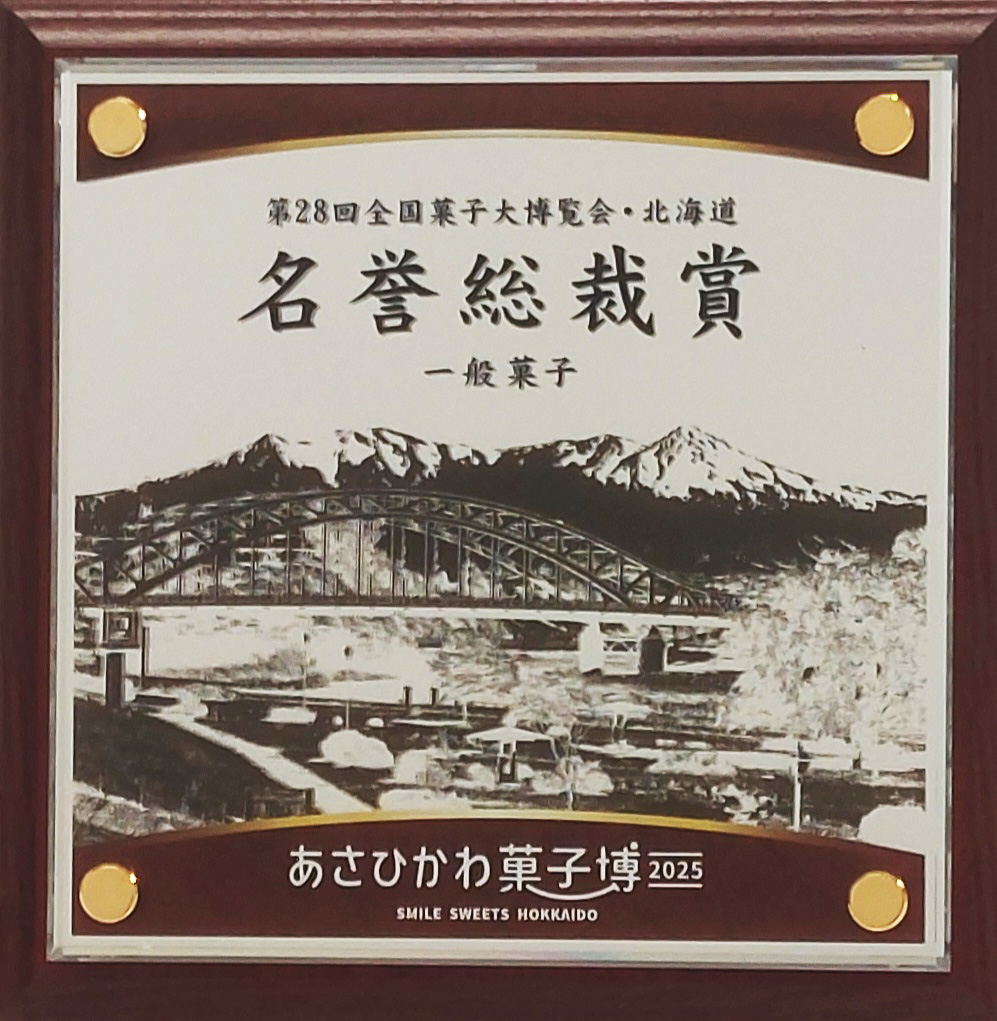 第28回全国菓子大博覧会・北海道
名誉総裁賞
一般菓子
あさひかわ菓子博2025
SMILE SWEETS HOKKAIDO